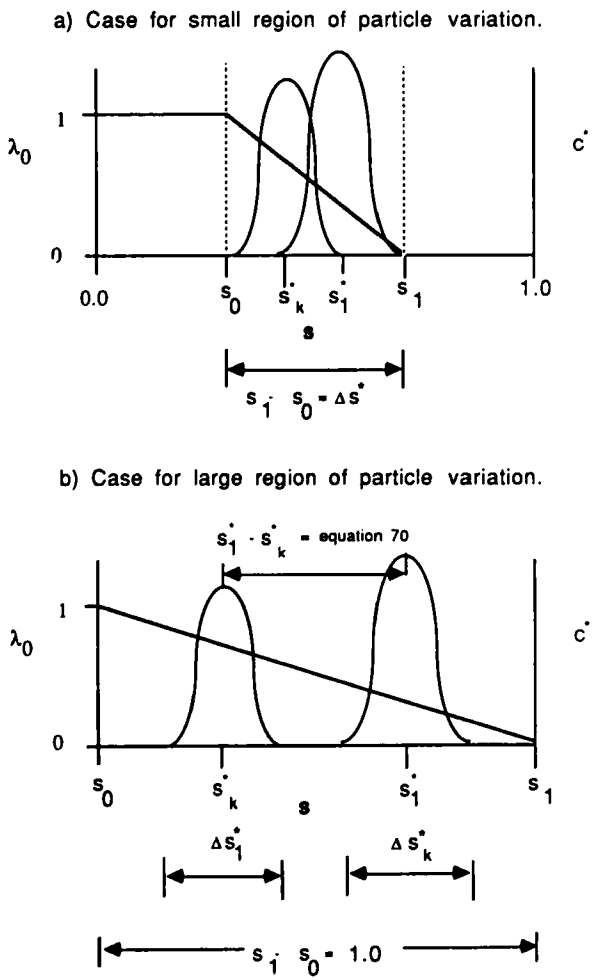 a) Case for small region of particle variation.
1
λ0
c*
0
0.0 s0 s*k s*1 s1 1.0
s
s1 - s0 = Δs*
b) Case for large region of particle variation.
s*1 - s*k = equation 70
1
λ0
c*
0
s0 s*k s s*1 s1
Δs*1 Δs*k
s1 - s0 = 1.0